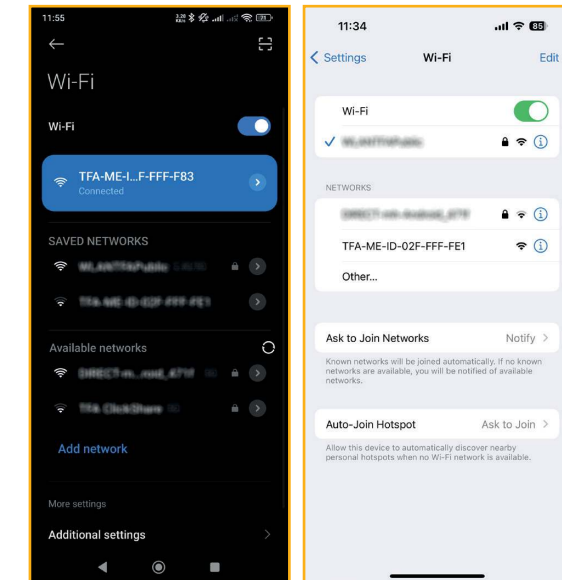 11:55
Wi-Fi
Wi-Fi
TFA-ME-I...F-FFF-F83
Connected
SAVED NETWORKS
Available networks
Add network
More settings
Additional settings
11:34
85
Settings
Wi-Fi
Edit
Wi-Fi
NETWORKS
TFA-ME-ID-02F-FFF-FE1
Other...
Ask to Join Networks
Notify
Known networks will be joined automatically. If no known
networks are available, you will be notified of available
networks.
Auto-Join Hotspot
Ask to Join
Allow this device to automatically discover nearby
personal hotspots when no Wi-Fi network is available.